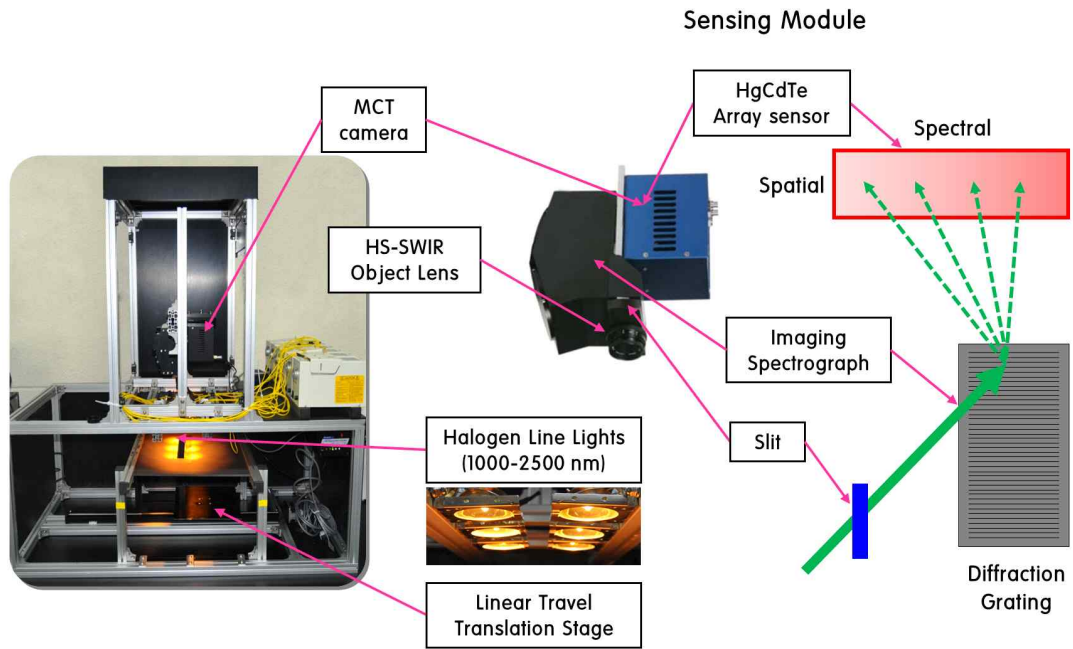 Sensing Module
MCT
camera
HgCdTe
Array sensor
Spectral
Spatial
HS-SWIR
Object Lens
Imaging
Spectrograph
Halogen Line Lights
(1000-2500 nm)
Slit
Diffraction
Grating
Linear Travel
Translation Stage